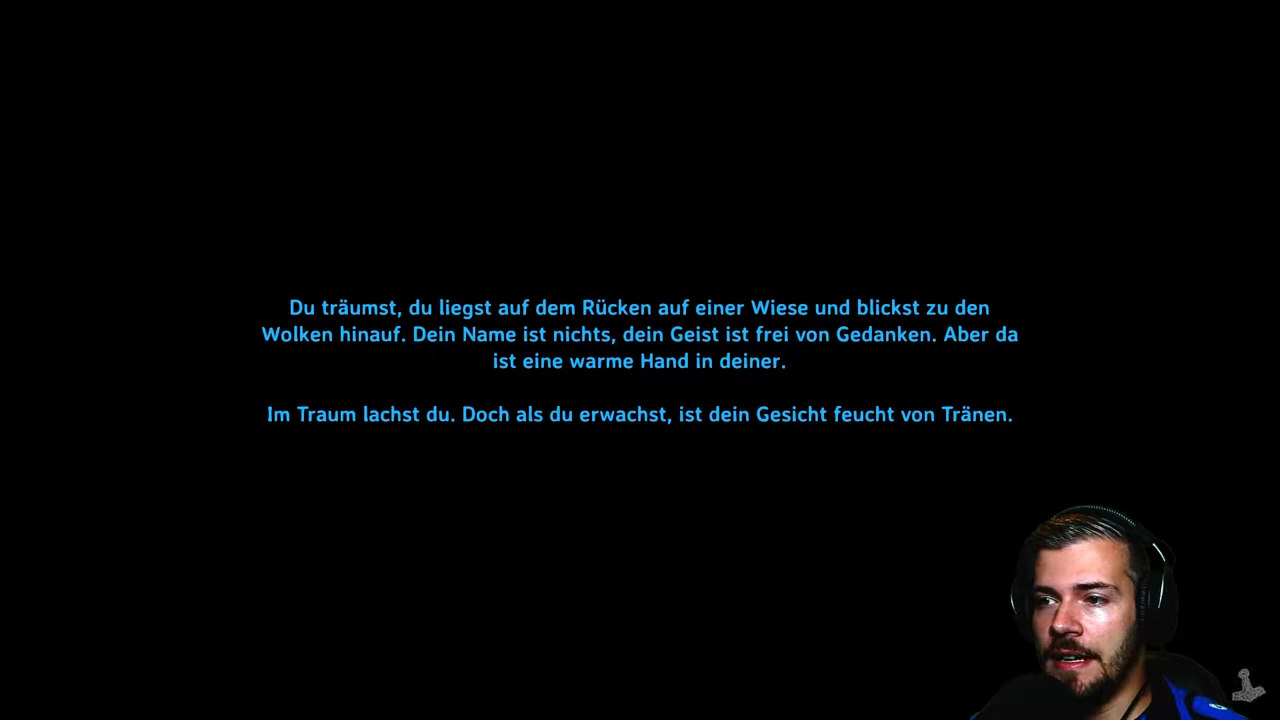 Du träumst, du liegst auf dem Rücken auf einer Wiese und blickst zu den
Wolken hinauf. Dein Name ist nichts, dein Geist ist frei von Gedanken. Aber da
ist eine warme Hand in deiner.
Im Traum lachst du. Doch als du erwachst, ist dein Gesicht feucht von Tränen.